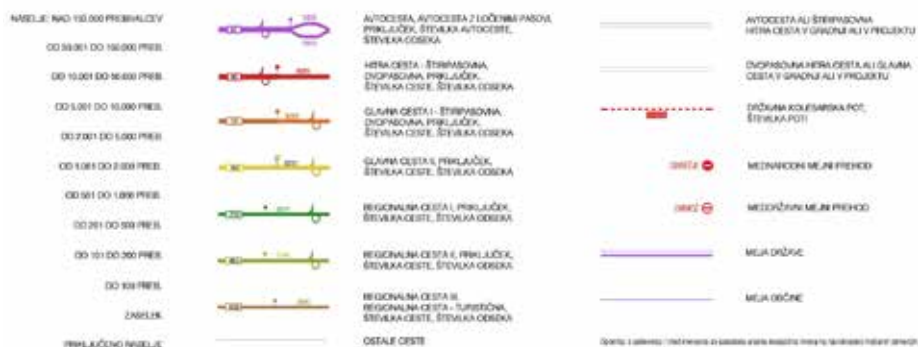 NASELJE: NAD 150.000 PREBIVALCEV
OD 50.001 DO 150.000 PREB.
OD 10.001 DO 50.000 PREB.
OD 5.001 DO 10.000 PREB.
OD 2.001 DO 5.000 PREB.
OD 1.001 DO 2.000 PREB.
OD 501 DO 1.000 PREB.
OD 201 DO 500 PREB.
OD 101 DO 200 PREB.
DO 100 PREB.
ZASELEK
PRIKLJUČENO NASELJE
AVTOCESTA, AVTOCESTA Z LOČENIMI PASOVI,
PRIKLJUČEK, ŠTEVILKA AVTOCESTE,
ŠTEVILKA ODSEKA
HITRA CESTA - ŠTIRIPASOVNA,
DVOPASOVNA, PRIKLJUČEK,
ŠTEVILKA CESTE, ŠTEVILKA ODSEKA
GLAVNA CESTA I - ŠTIRIPASOVNA,
DVOPASOVNA, PRIKLJUČEK,
ŠTEVILKA CESTE, ŠTEVILKA ODSEKA
GLAVNA CESTA II, PRIKLJUČEK,
ŠTEVILKA CESTE, ŠTEVILKA ODSEKA
REGIONALNA CESTA I, PRIKLJUČEK,
ŠTEVILKA CESTE, ŠTEVILKA ODSEKA
REGIONALNA CESTA II, PRIKLJUČEK,
ŠTEVILKA CESTE, ŠTEVILKA ODSEKA
REGIONALNA CESTA III,
REGIONALNA CESTA - TURISTIČNA,
ŠTEVILKA CESTE, ŠTEVILKA ODSEKA
OSTALE CESTE
AVTOCESTA ALI ŠTIRIPASOVNA
HITRA CESTA V GRADNJI ALI V PROJEKTU
DVOPASOVNA HITRA CESTA ALI GLAVNA
CESTA V GRADNJI ALI V PROJEKTU
DRŽAVNA KOLESARSKA POT,
ŠTEVILKA POTI
MEDNARODNI MEJNI PREHOD
MEDDRŽAVNI MEJNI PREHOD
MEJA DRŽAVE
MEJA OBČINE